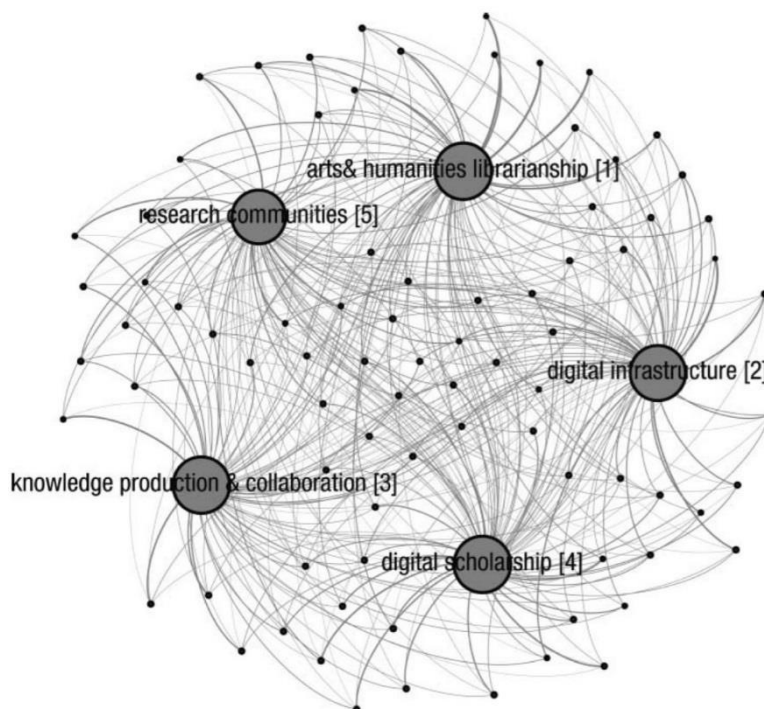 arts& humanities librarianship [1]
research communities [5]
digital infrastructure [2]
knowledge production & collaboration [3]
digital scholarship [4]